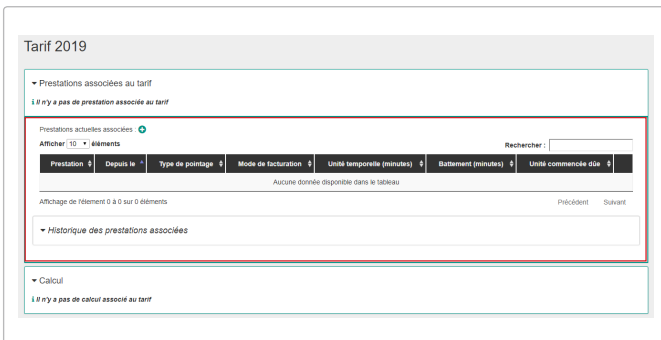 Tarif 2019
Prestations associées au tarif
i Il n'y a pas de prestation associée au tarif
Prestations actuelles associées :
Afficher 10 éléments Rechercher :
Prestation Depuis le Type de pointage Mode de facturation Unité temporelle (minutes) Battement (minutes) Unité commencée dûe
Aucune donnée disponible dans le tableau
Affichage de l'élement 0 à 0 sur 0 éléments Précédent Suivant
Historique des prestations associées
Calcul
i Il n'y a pas de calcul associé au tarif